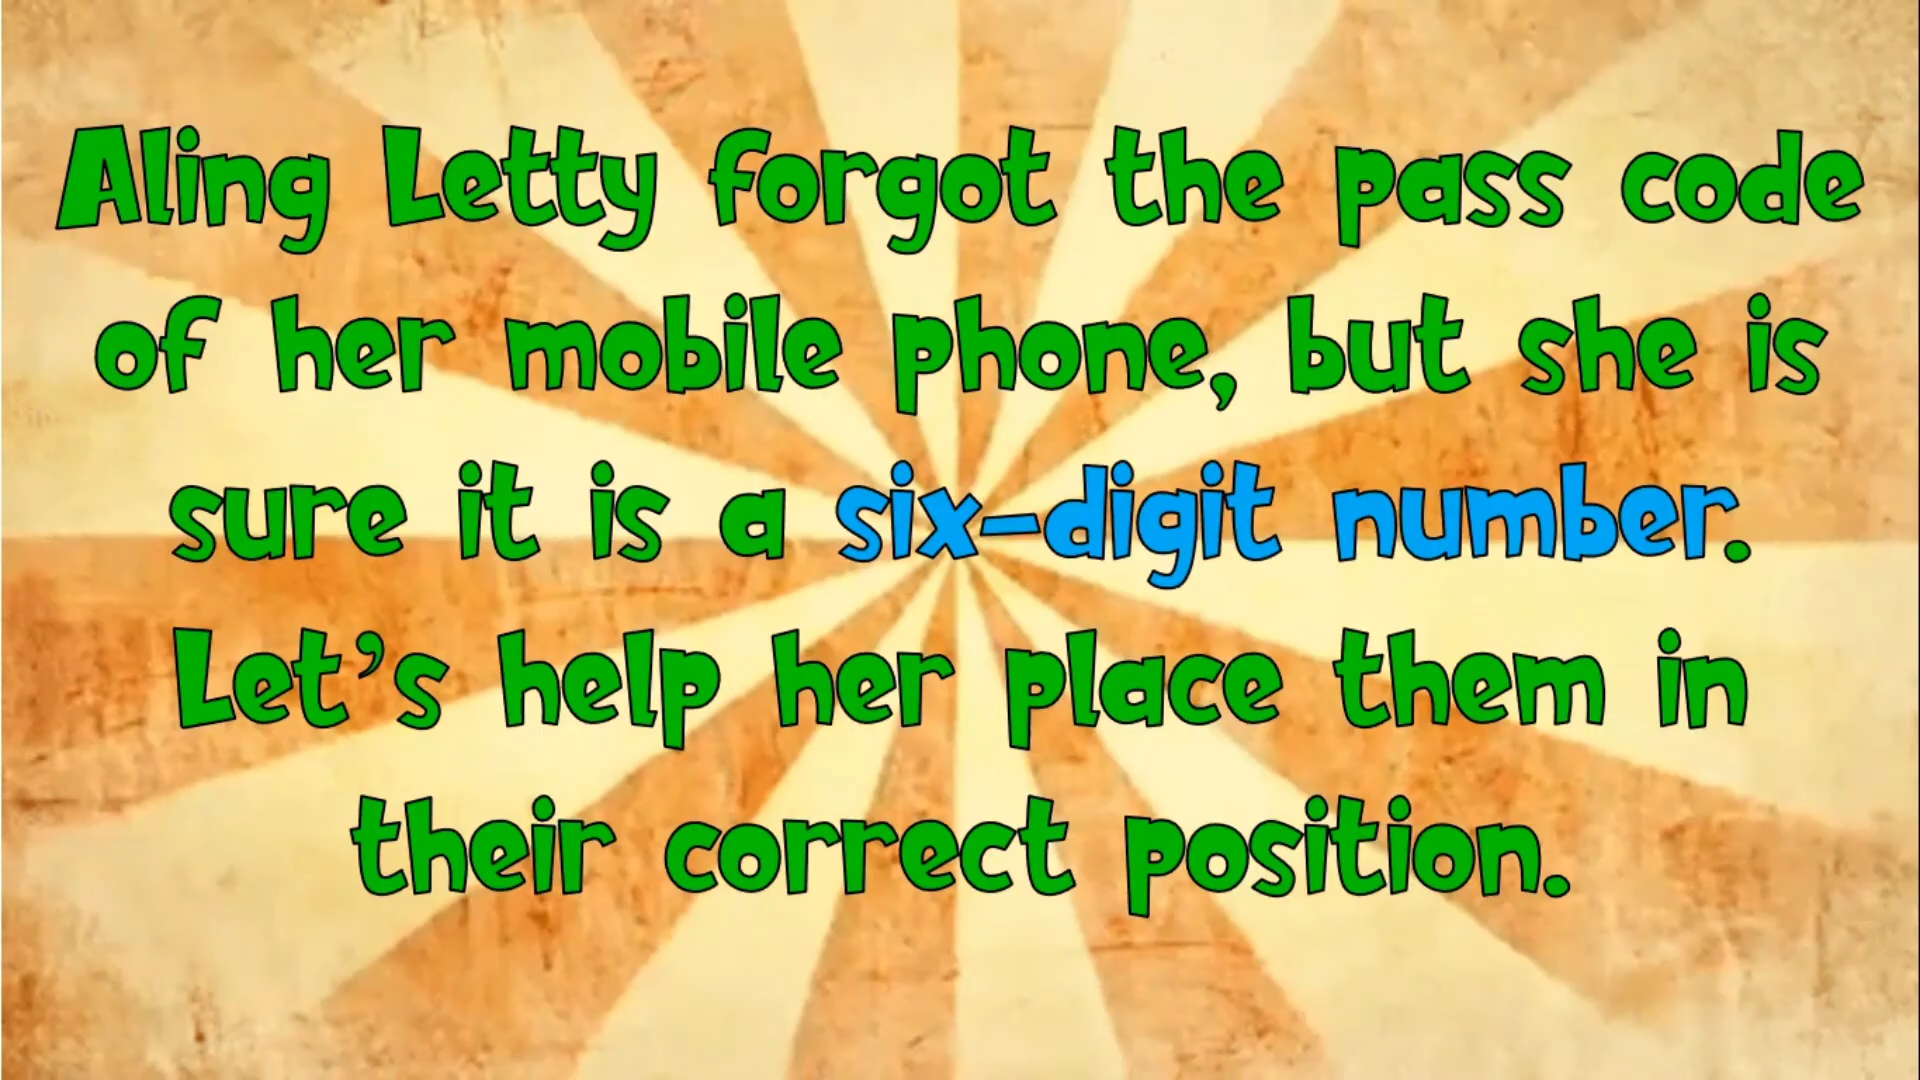 Aling Letty forgot the pass code
of her mobile phone, but she is
sure it is a six-digit number.
Let's help her place them in
their correct position.